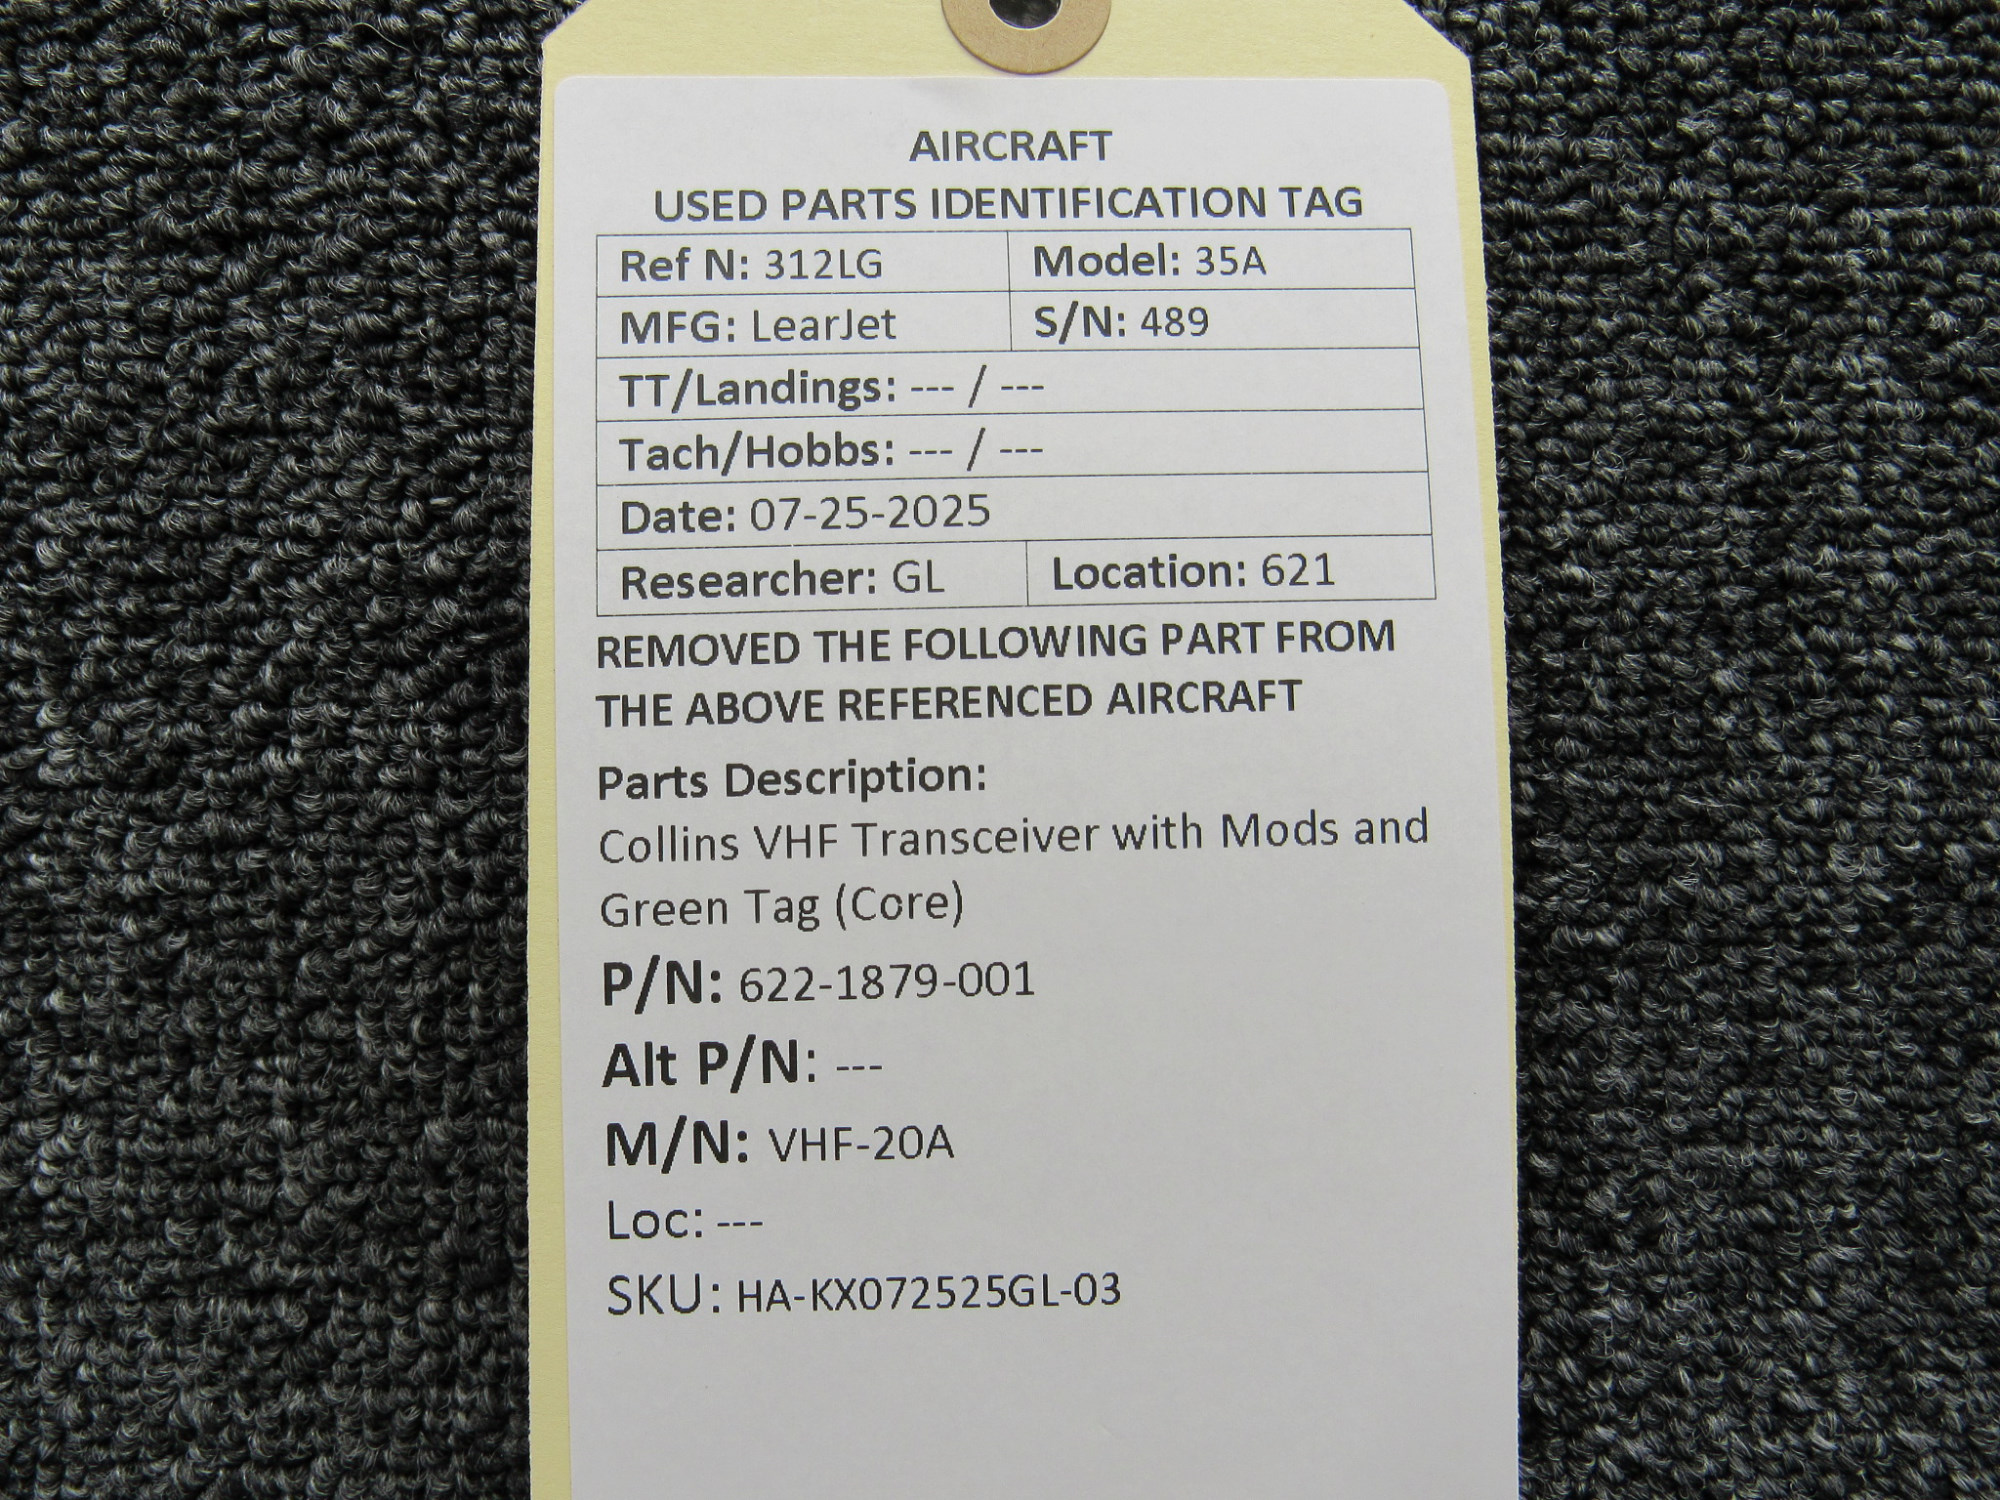 AIRCRAFT
USED PARTS IDENTIFICATION TAG
Ref N: 312LG Model: 35A
MFG: LearJet S/N: 489
TT/Landings: --- / ---
Tach/Hobbs: --- / ---
Date: 07-25-2025
Researcher: GL Location: 621
REMOVED THE FOLLOWING PART FROM
THE ABOVE REFERENCED AIRCRAFT
Parts Description:
Collins VHF Transceiver with Mods and
Green Tag (Core)
P/N: 622-1879-001
Alt P/N: ---
M/N: VHF-20A
Loc: ---
SKU: HA-KX072525GL-03